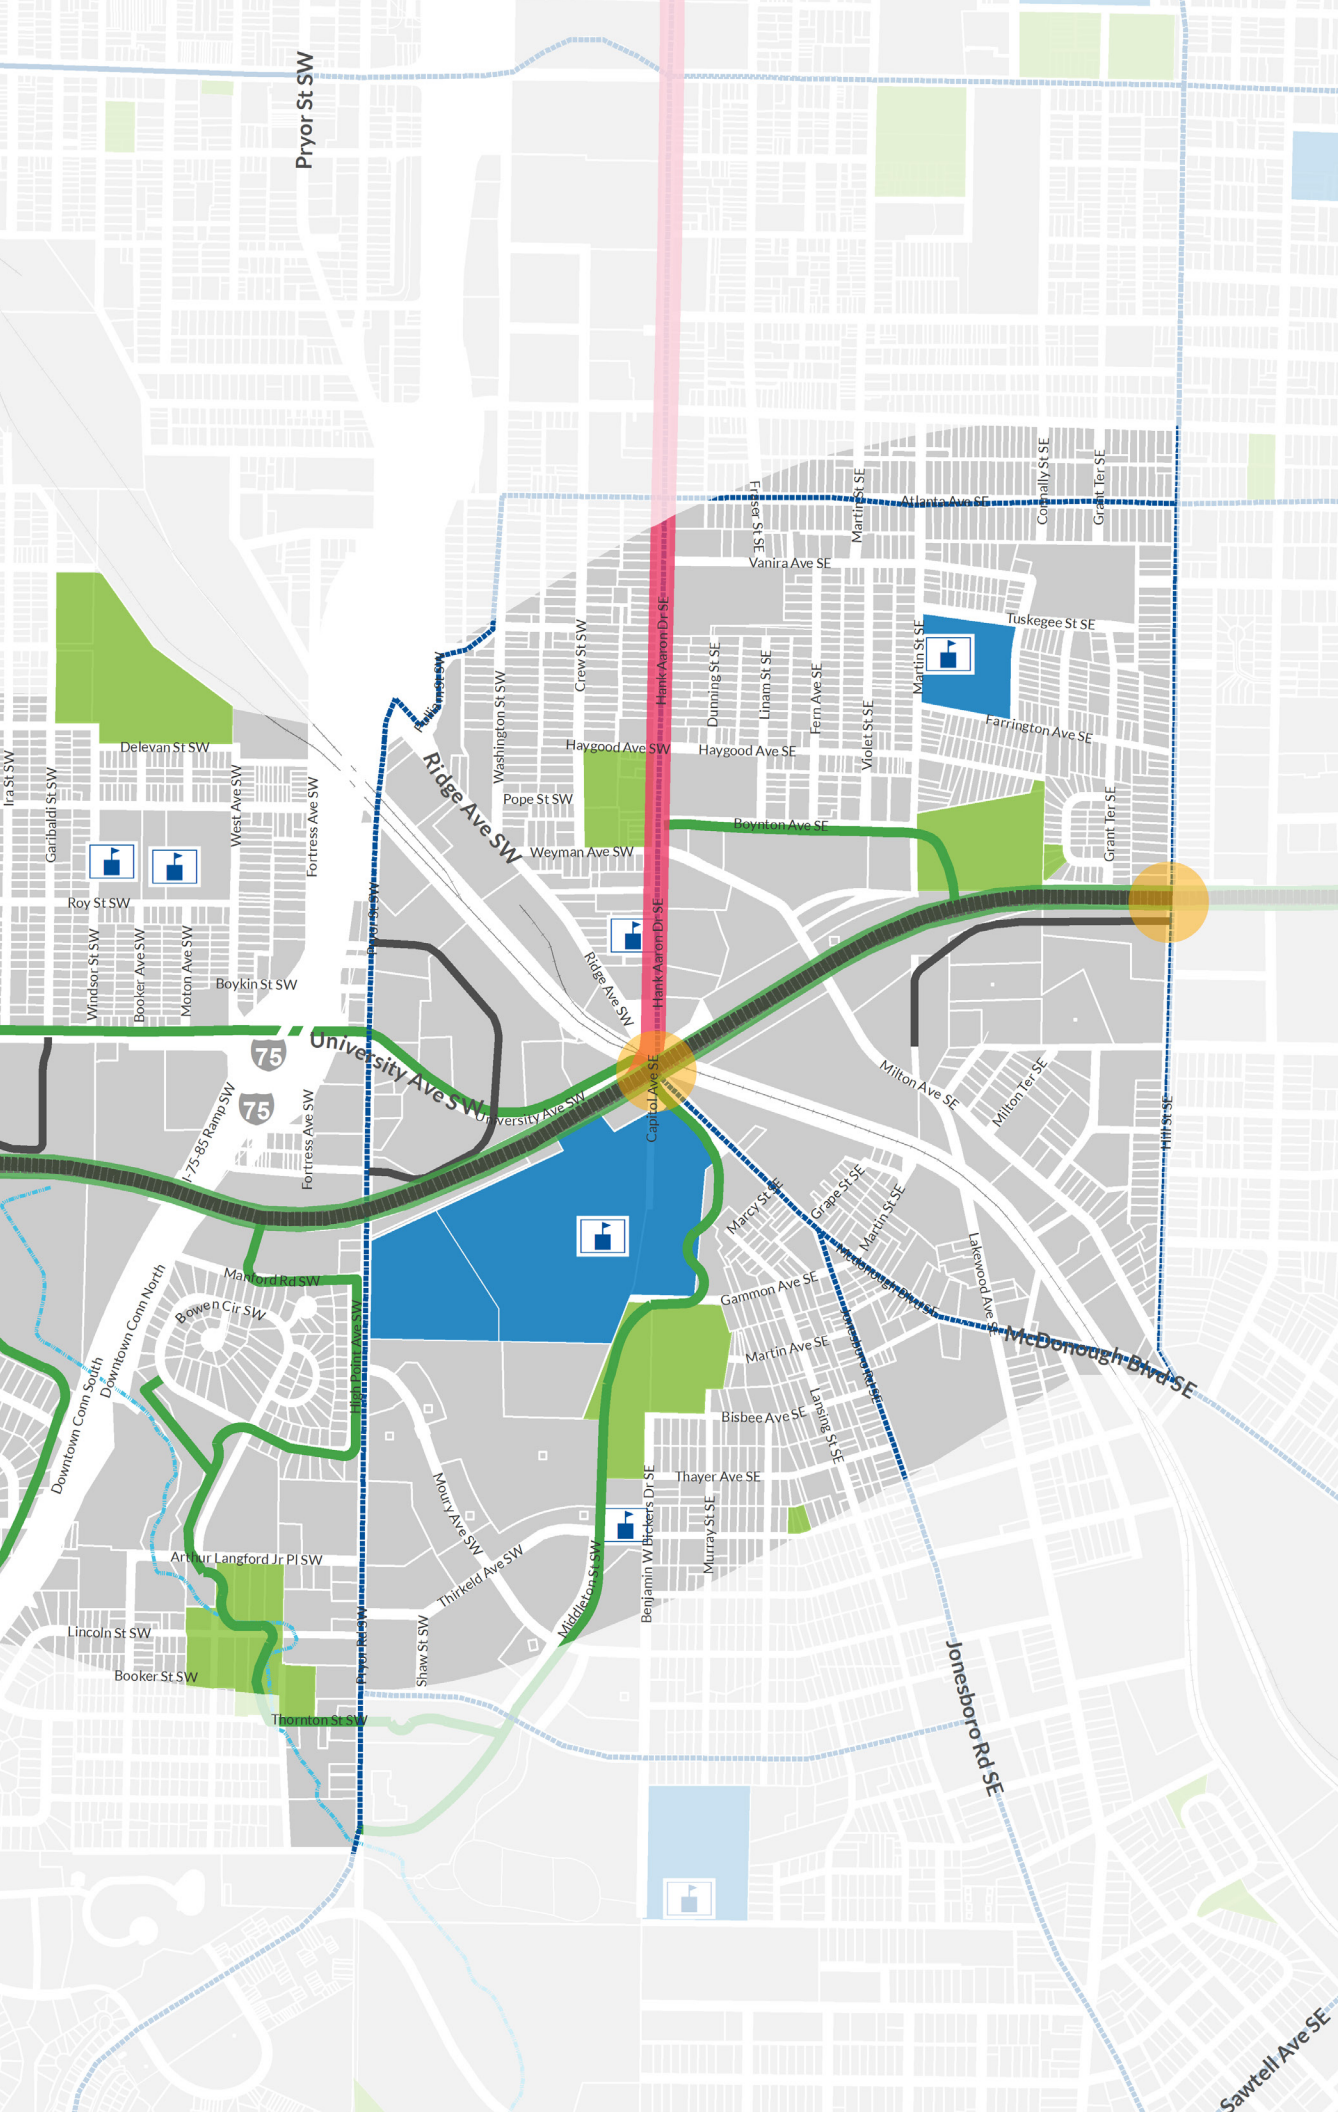 Pryor St SW
Connally St SE
Grant Ter SE
Martin St SE
Fraser St SE
Atlanta Ave SE
Vanira Ave SE
Tuskegee St SE
Hank Aaron Dr SE
Crew St SW
Martin St SE
Dunning St SE
Linam St SE
Fern Ave SE
Violet St SE
Washington St SW
Farrington Ave SE
Delevan St SW
Haygood Ave SW
Haygood Ave SE
Ira St SW
Garibaldi St SW
West Ave SW
Fortress Ave SW
Ridge Ave SW
Pope St SW
Boynton Ave SE
Grant Ter SE
Weyman Ave SW
Roy St SW
Pryor St SW
Hank Aaron Dr SE
Windsor St SW
Booker Ave SW
Moton Ave SW
Boykin St SW
Ridge Ave SW
University Ave SW
75
75
University Ave SW
Capitol Ave SE
Milton Ave SE
Milton Ter SE
Hill St SE
I-75-85 Ramp SW
Fortress Ave SW
Marcy St SE
Grape St SE
Martin St SE
Manford Rd SW
Bowen Cir SW
Gammon Ave SE
Mcdonough Blvd SE
Lakewood Ave SE
McDonough Blvd SE
Downtown Conn North
Downtown Conn South
High Point Ave SW
Martin Ave SE
Jonesboro Rd SE
Lansing St SE
Bisbee Ave SE
Thayer Ave SE
Moury Ave SW
Benjamin W Bickers Dr SE
Murray St SE
Arthur Langford Jr Pl SW
Thirkeld Ave SW
Middleton St SW
Lincoln St SW
Pryor Rd SW
Shaw St SW
Booker St SW
Thornton St SW
Jonesboro Rd SE
Sawtell Ave SE